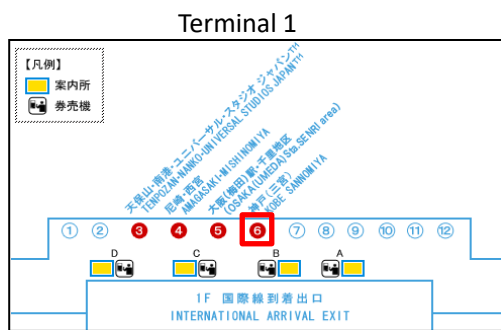 Terminal 1
【凡例】
案内所
券売機
天保山・南港・ユニバーサル・スタジオ ジャパン™
TENPOZAN・NANKO・UNIVERSAL STUDIOS JAPAN™
尼崎・西宮
AMAGASAKI・NISHINOMIYA
大阪(梅田)駅・千里地区
(OSAKA(UMEDA)Sta.SENRI area)
神戸(三宮)
KOBE SANNOMIYA
① ② ③ ④ ⑤ ⑥ ⑦ ⑧ ⑨ ⑩ ⑪ ⑫
D C B A
1F 国際線到着出口
INTERNATIONAL ARRIVAL EXIT